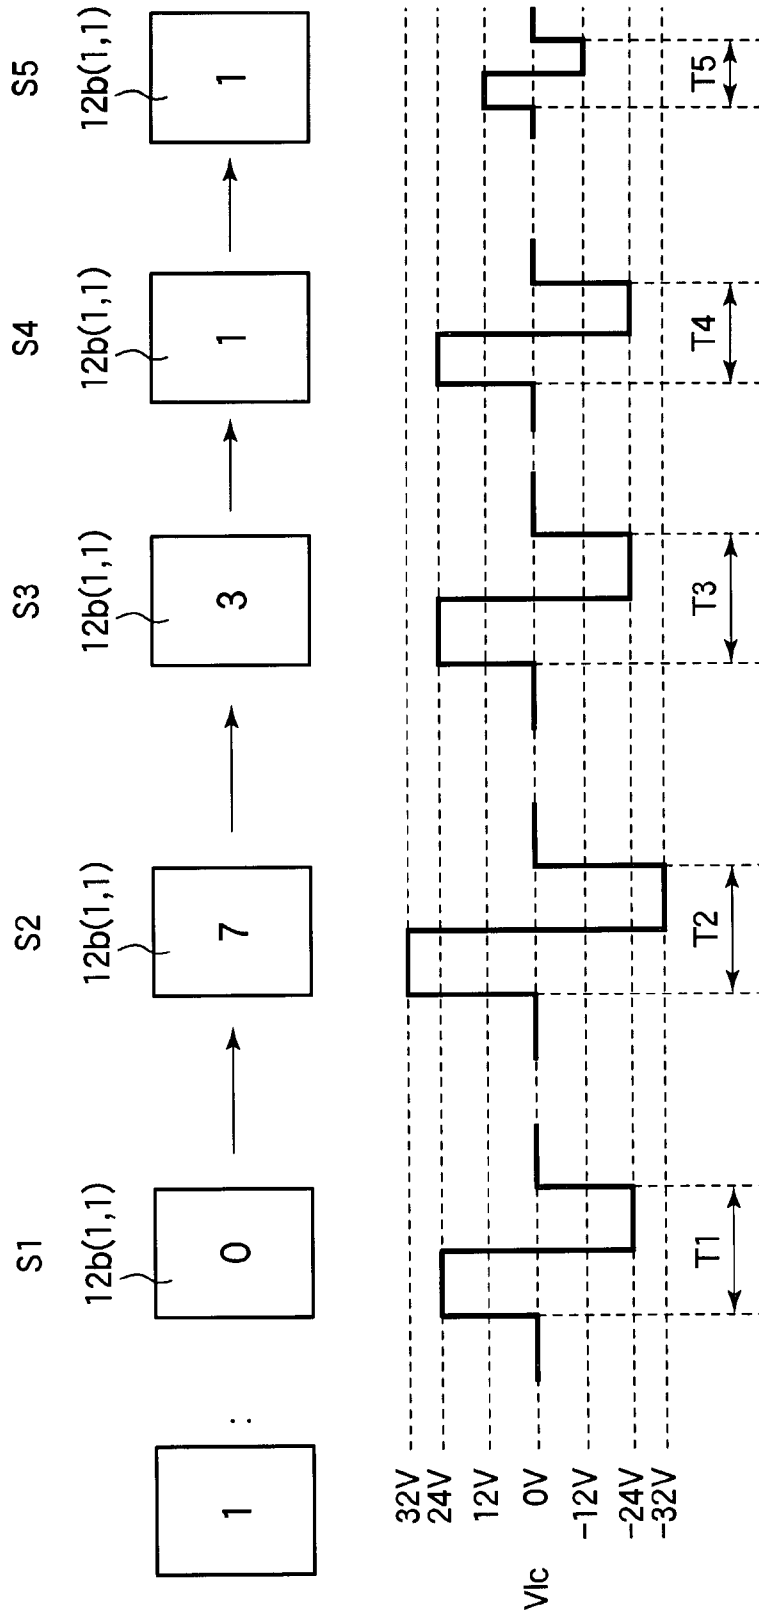 S1 S2 S3 S4 S5
12b(1,1) 12b(1,1) 12b(1,1) 12b(1,1) 12b(1,1)
1 : 0 7 3 1 1
32V
24V
12V
Vlc 0V
-12V
-24V
-32V
T1 T2 T3 T4 T5